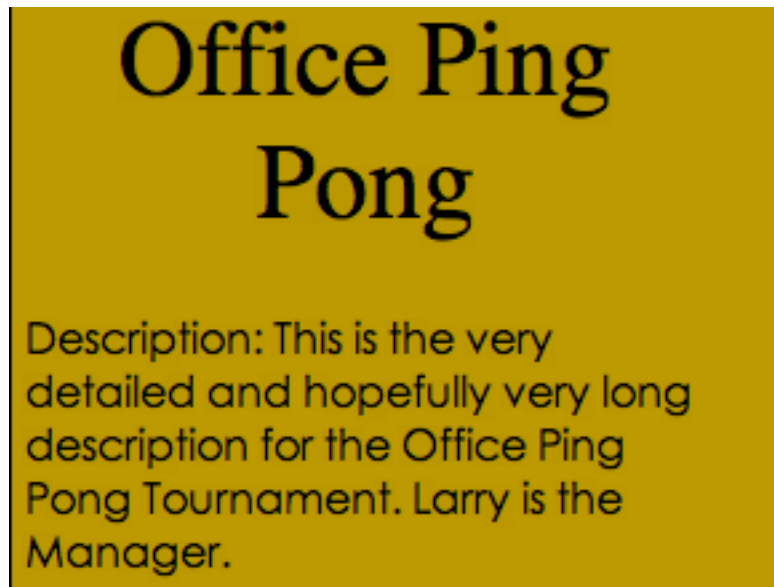 Office Ping
Pong
Description: This is the very
detailed and hopefully very long
description for the Office Ping
Pong Tournament. Larry is the
Manager.